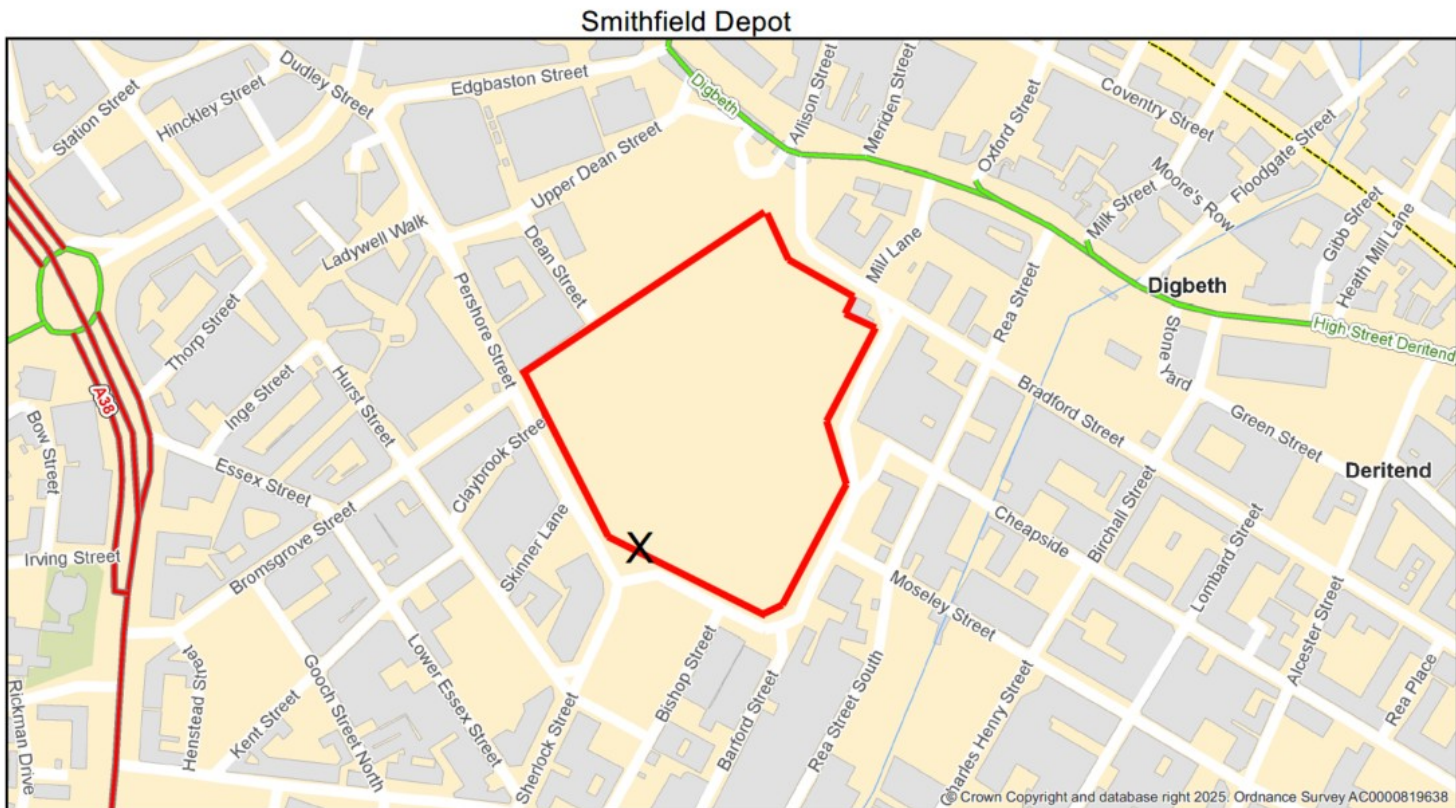 Smithfield Depot
Dudley Street
Edgbaston Street
Digbeth
Allison Street
Meriden Street
Oxford Street
Coventry Street
Station Street
Hinckley Street
Upper Dean Street
Moore's Row
Floodgate Street
Milk Street
Gibb Street
Heath Mill Lane
Ladywell Walk
Dean Street
Mill Lane
Digbeth
Thorp Street
Pershore Street
Rea Street
Stone Yard
High Street Deritend
A38
Inge Street
Hurst Street
Bradford Street
Green Street
Bow Street
Essex Street
Claybrook Street
Deritend
Bromsgrove Street
Skinner Lane
Cheapside
Birchall Street
Lombard Street
Irving Street
X
Moseley Street
Henstead Street
Gooch Street North
Lower Essex Street
Kent Street
Sherlock Street
Bishop Street
Barford Street
Rea Street South
Charles Henry Street
Alcester Street
Rea Place
Rickman Drive
© Crown Copyright and database right 2025. Ordnance Survey AC0000819638